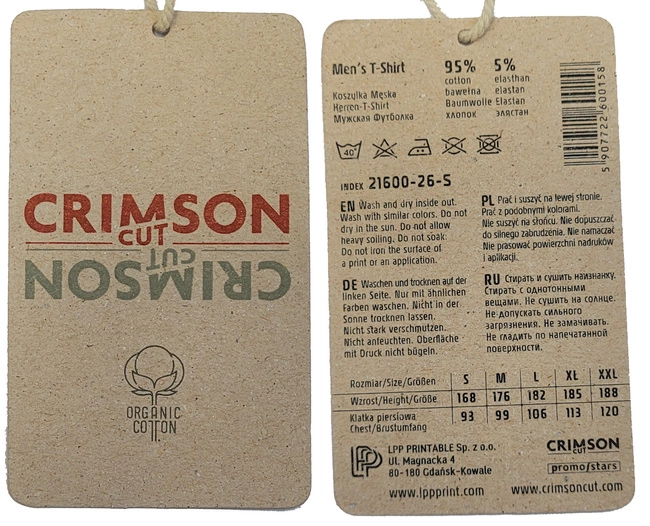 CRIMSON
CUT
CUT
CRIMSON
ORGANIC
COTTON
Men's T-Shirt 95% 5%
cotton elasthan
Koszulka Męska bawełna elastan
Herren-T-Shirt Baumwolle Elastan
Мужская Футболка хлопок эластан
40°
5 907722 600158
INDEX 21600-26-S
EN Wash and dry inside out.
Wash with similar colors. Do not
dry in the sun. Do not allow
heavy soiling. Do not soak.
Do not iron the surface of
a print or application.
PL Prać i suszyć na lewej stronie.
Prać z podobnymi kolorami.
Nie suszyć na słońcu. Nie dopuszczać
do silnego zabrudzenia. Nie namaczać
Nie prasować powierzchni nadruków
i aplikacji.
DE Waschen und trocknen auf der
linken Seite. Nur mit ähnlichen
Farben waschen. Nicht in der
Sonne trocknen lassen.
Nicht stark verschmutzen.
Nicht anfeuchten. Oberfläche
mit Druck nicht bügeln.
RU Стирать и сушить наизнанку.
Стирать с однотонными
вещами. Не сушить на солнце.
Не допускать сильного
загрязнения. Не замачивать.
Не гладить по напечатанной
поверхности.
Rozmiar/Size/Größen S M L XL XXL
Wzrost/Height/Größe 168 176 182 185 188
Klatka piersiowa 93 99 106 113 120
Chest/Brustumfang
LPP LPP PRINTABLE Sp. z o.o.
Ul. Magnacka 4
80-180 Gdańsk-Kowale
CRIMSON
CUT
promo/stars
www.lppprint.com www.crimsoncut.com